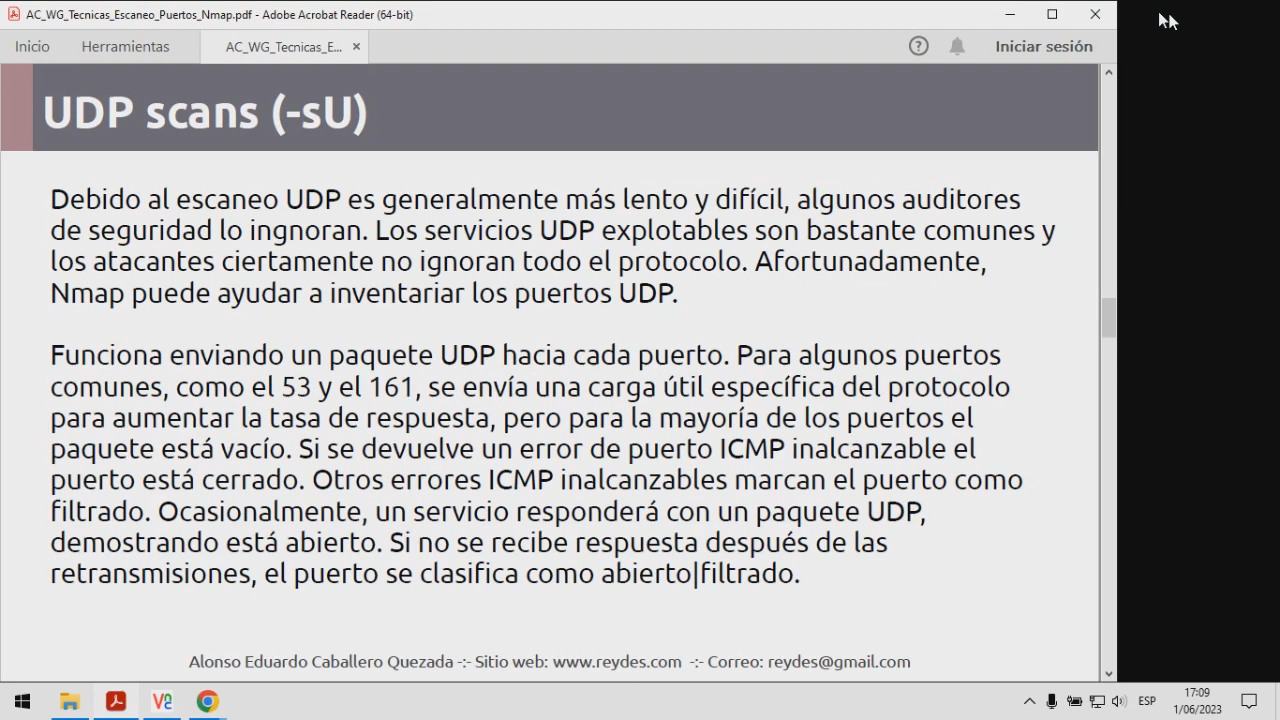 AC_WG_Tecnicas_Escaneo_Puertos_Nmap.pdf - Adobe Acrobat Reader (64-bit)
Inicio
Herramientas
AC_WG_Tecnicas_E...
Iniciar sesión
UDP scans (-sU)
Debido al escaneo UDP es generalmente más lento y difícil, algunos auditores
de seguridad lo ingnoran. Los servicios UDP explotables son bastante comunes y
los atacantes ciertamente no ignoran todo el protocolo. Afortunadamente,
Nmap puede ayudar a inventariar los puertos UDP.
Funciona enviando un paquete UDP hacia cada puerto. Para algunos puertos
comunes, como el 53 y el 161, se envía una carga útil específica del protocolo
para aumentar la tasa de respuesta, pero para la mayoría de los puertos el
paquete está vacío. Si se devuelve un error de puerto ICMP inalcanzable el
puerto está cerrado. Otros errores ICMP inalcanzables marcan el puerto como
filtrado. Ocasionalmente, un servicio responderá con un paquete UDP,
demostrando está abierto. Si no se recibe respuesta después de las
retransmisiones, el puerto se clasifica como abierto|filtrado.
Alonso Eduardo Caballero Quezada -:- Sitio web: www.reydes.com -:- Correo: reydes@gmail.com
ESP
17:09
1/06/2023